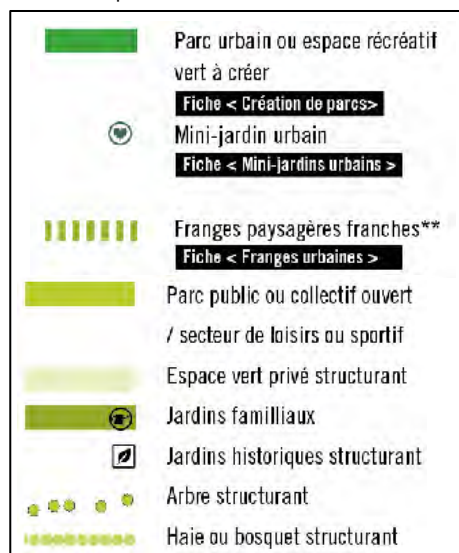 Parc urbain ou espace récréatif
vert à créer
Fiche < Création de parcs>
Mini-jardin urbain
Fiche < Mini-jardins urbains >
Franges paysagères franches**
Fiche < Franges urbaines >
Parc public ou collectif ouvert
/ secteur de loisirs ou sportif
Espace vert privé structurant
Jardins familliaux
Jardins historiques structurant
Arbre structurant
Haie ou bosquet structurant